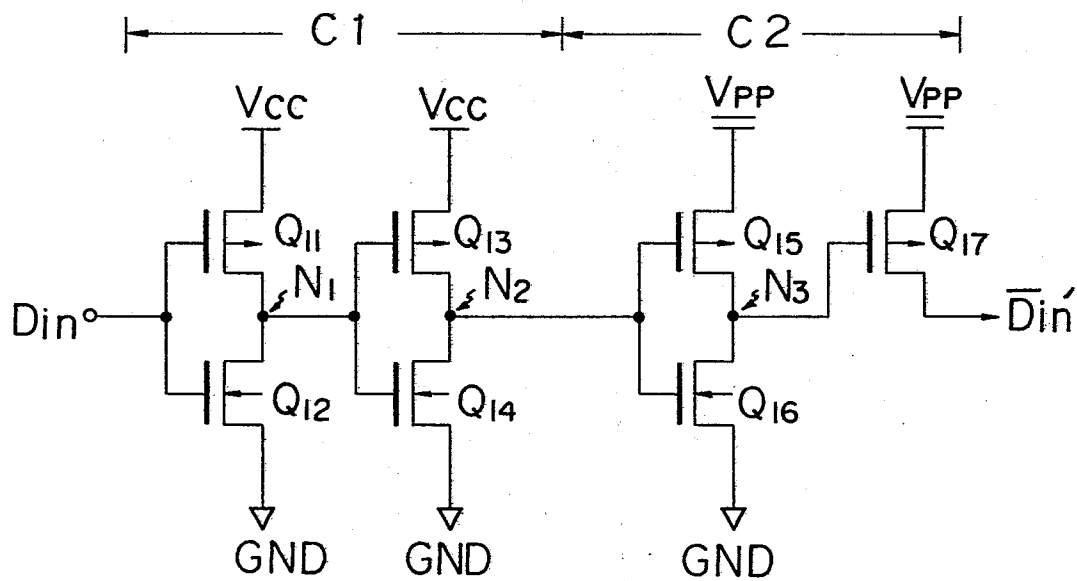 C1 C2
Vcc Vcc VPP VPP
Q11 Q13 Q15 Q17
N1 N2 N3
Din D̅in′
Q12 Q14 Q16
GND GND GND